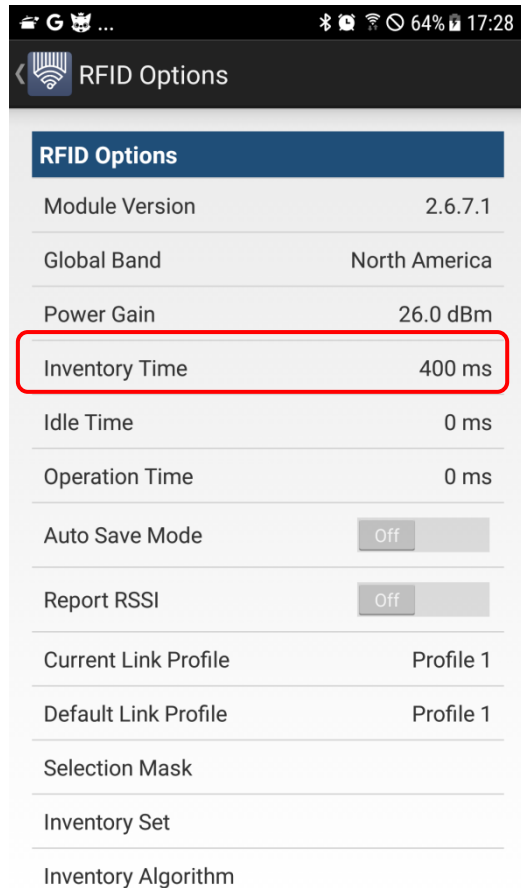 G ... 64% 17:28
RFID Options
RFID Options
Module Version 2.6.7.1
Global Band North America
Power Gain 26.0 dBm
Inventory Time 400 ms
Idle Time 0 ms
Operation Time 0 ms
Auto Save Mode Off
Report RSSI Off
Current Link Profile Profile 1
Default Link Profile Profile 1
Selection Mask
Inventory Set
Inventory Algorithm